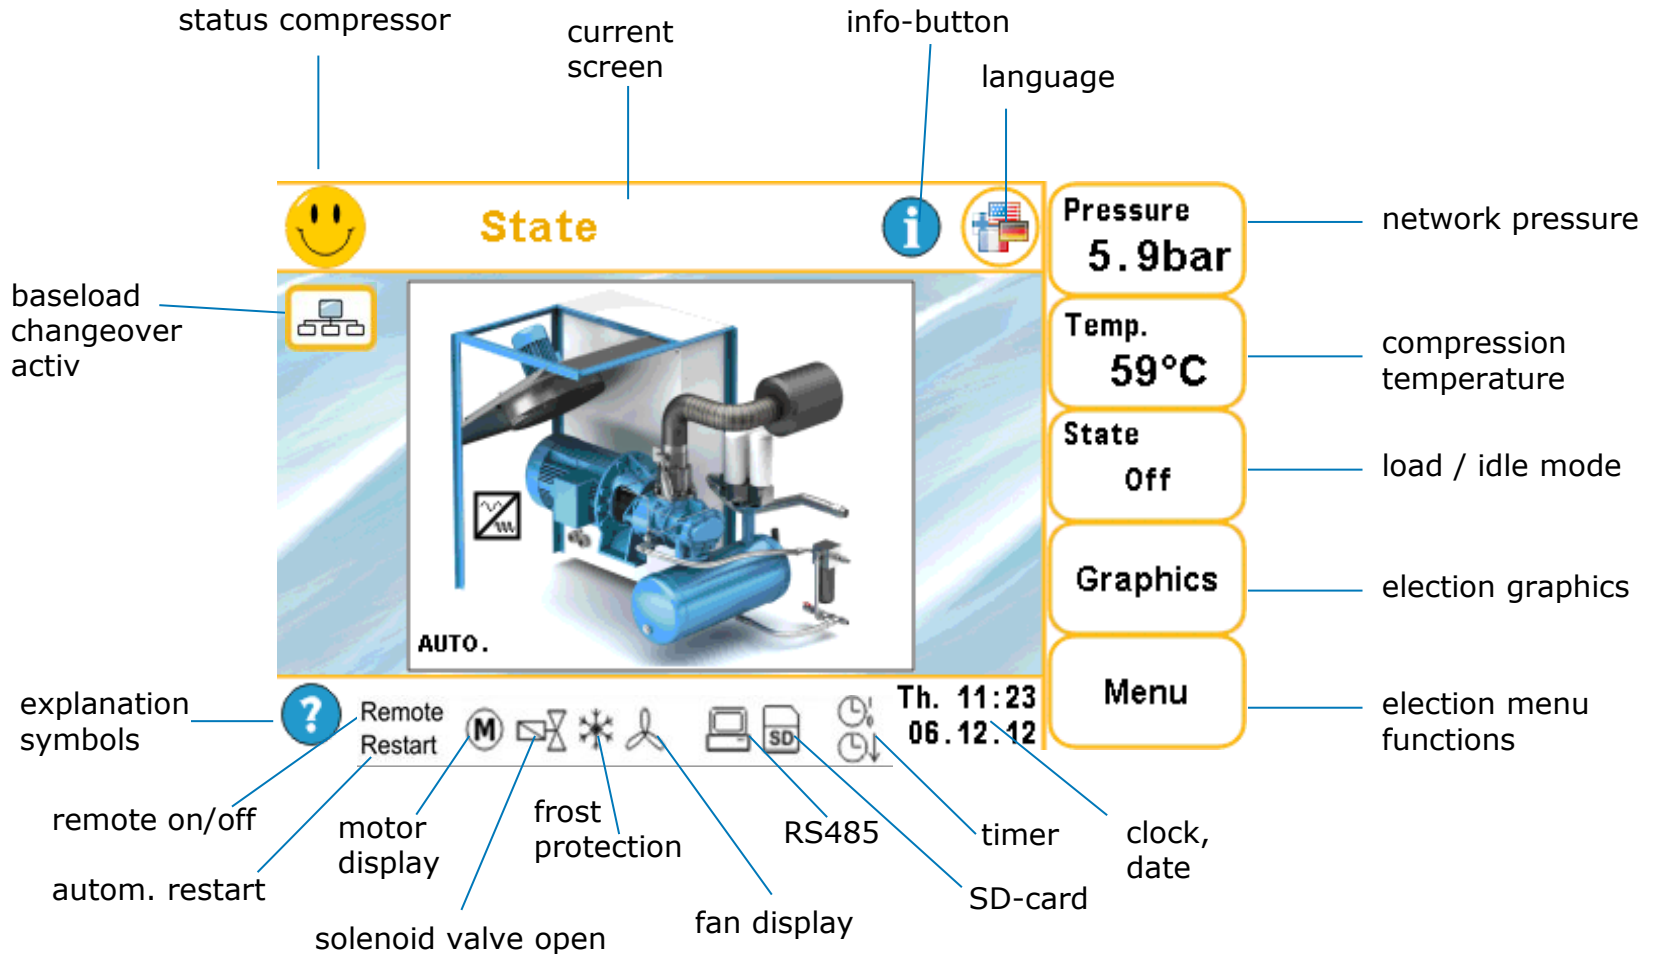 status compressor
current
screen
info-button
language
State
i
Pressure
5.9bar
network pressure
baseload
changeover
activ
Temp.
59°C
compression
temperature
State
Off
load / idle mode
AUTO.
Graphics
election graphics
Menu
election menu
functions
explanation
symbols
?
Remote
Restart
M
SD
Th. 11:23
06.12.12
remote on/off
autom. restart
motor
display
solenoid valve open
frost
protection
fan display
RS485
SD-card
timer
clock,
date